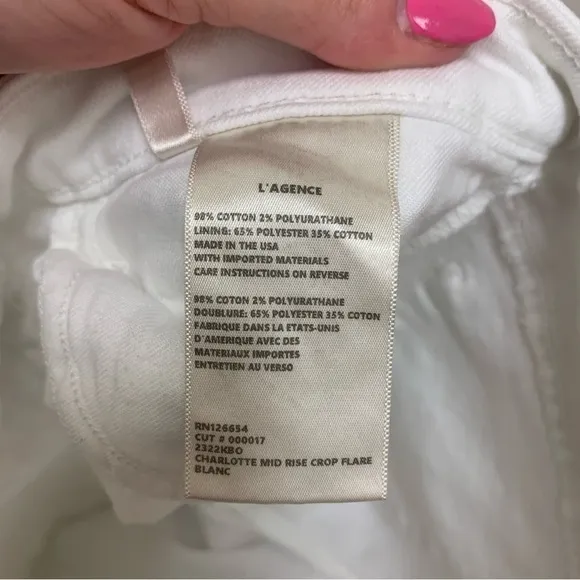 L'AGENCE
98% COTTON 2% POLYURATHANE
LINING: 65% POLYESTER 35% COTTON
MADE IN THE USA
WITH IMPORTED MATERIALS
CARE INSTRUCTIONS ON REVERSE
98% COTON 2% POLYURATHANE
DOUBLURE: 65% POLYESTER 35% COTON
FABRIQUE DANS LA ETATS-UNIS
D'AMERIQUE AVEC DES
MATERIAUX IMPORTES
ENTRETIEN AU VERSO
RN126654
CUT # 000017
2322KBO
CHARLOTTE MID RISE CROP FLARE
BLANC